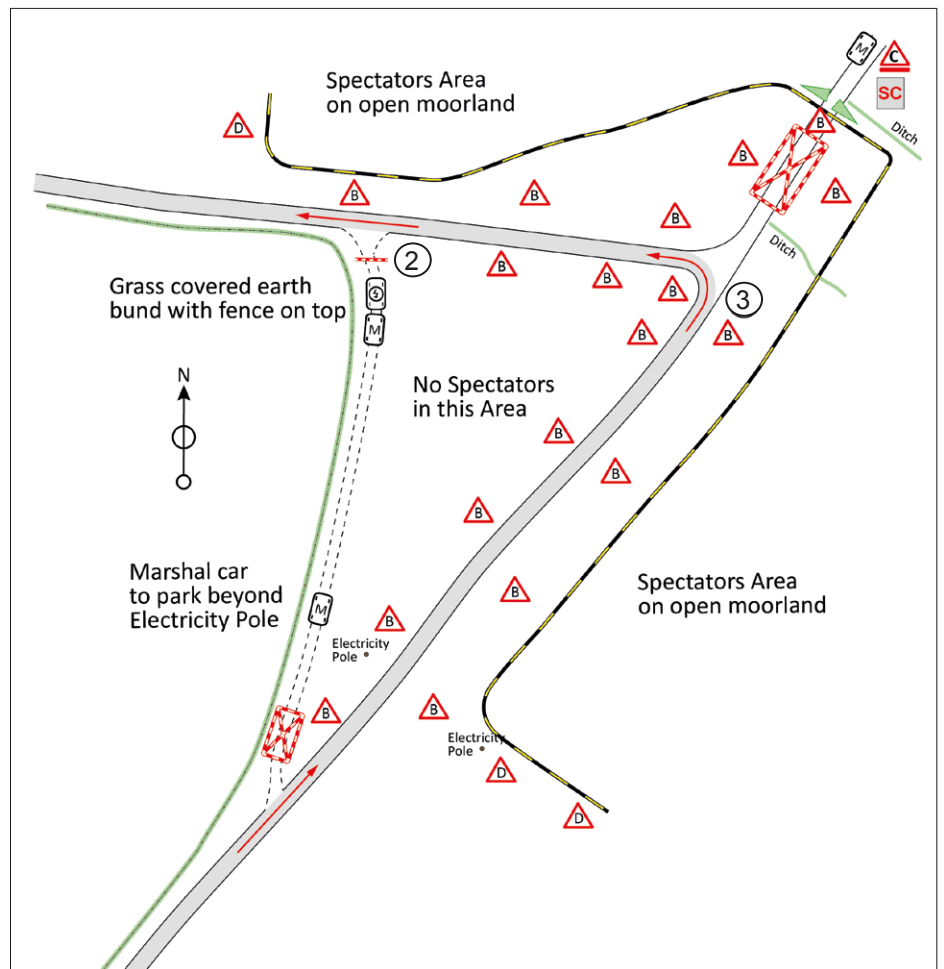 M
C
SC
Spectators Area
on open moorland
D
B
Ditch
B
B
B
B
B
Ditch
2
B
B
B
3
Grass covered earth
bund with fence on top
M
B
B
N
No Spectators
in this Area
B
B
B
Marshal car
to park beyond
Electricity Pole
M
B
B
Spectators Area
on open moorland
Electricity
Pole
B
B
Electricity
Pole
D
D